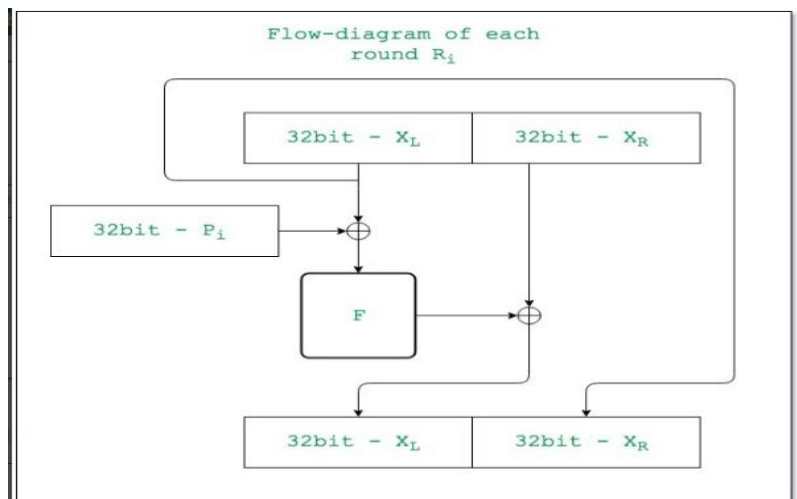 Flow-diagram of each
round Ri
32bit - XL
32bit - XR
32bit - Pi
F
32bit - XL
32bit - XR